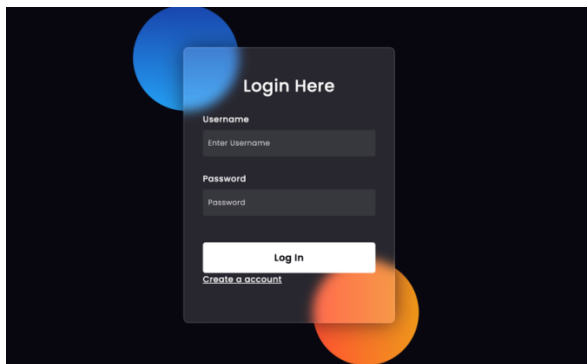 Login Here
Username
Enter Username
Password
Password
Log In
Create a account